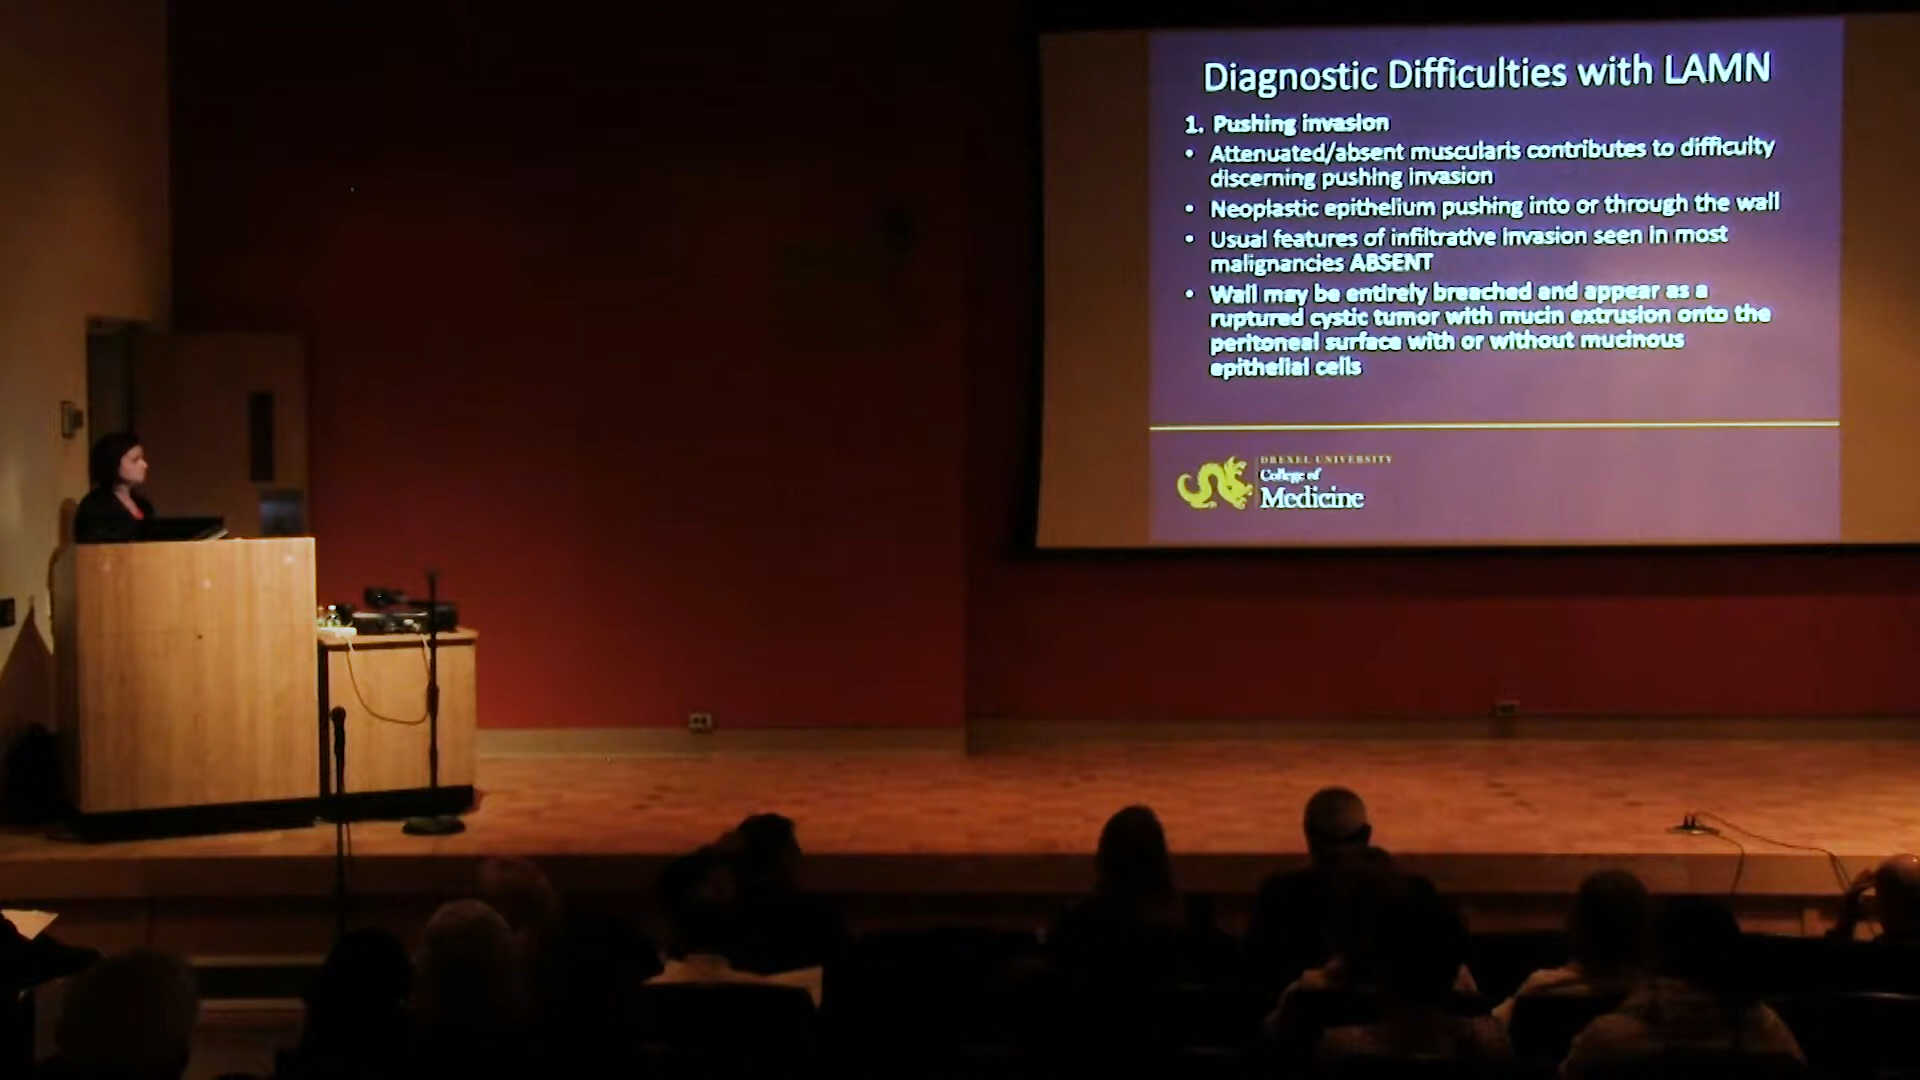 Diagnostic Difficulties with LAMN
1. Pushing invasion
• Attenuated/absent muscularis contributes to difficulty
discerning pushing invasion
• Neoplastic epithelium pushing into or through the wall
• Usual features of infiltrative invasion seen in most
malignancies ABSENT
• Wall may be entirely breached and appear as a
ruptured cystic tumor with mucin extrusion onto the
peritoneal surface with or without mucinous
epithelial cells
DREXEL UNIVERSITY
College of
Medicine